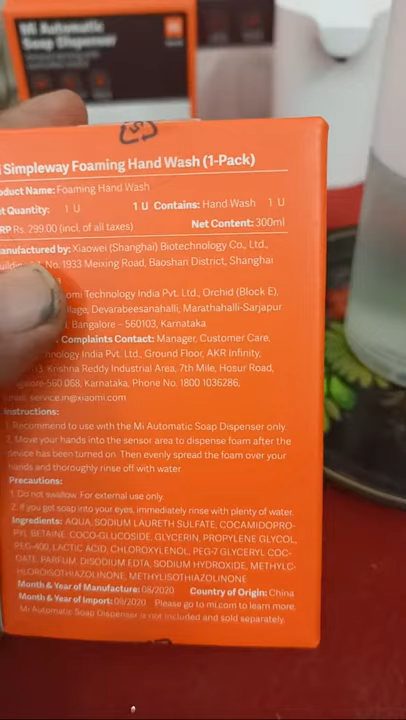 Mi Automatic
Soap Dispenser
Simpleway Foaming Hand Wash (1-Pack)
Name: Foaming Hand Wash
Quantity: 1 U 1 U Contains: Hand Wash 1 U
RP Rs. 299.00 (incl. of all taxes) Net Content: 300ml
anufactured by: Xiaowei (Shanghai) Biotechnology Co., Ltd.,
No. 1933 Meixing Road, Baoshan District, Shanghai
omi Technology India Pvt. Ltd., Orchid (Block E),
llage, Devarabeesanahalli, Marathahalli-Sarjapur
Bangalore – 560103, Karnataka
Complaints Contact: Manager, Customer Care,
nology India Pvt. Ltd., Ground Floor, AKR Infinity,
Krishna Reddy Industrial Area, 7th Mile, Hosur Road,
galore-560 068, Karnataka, Phone No. 1800 1036286,
Email: service.in@xiaomi.com
Instructions:
1. Recommend to use with the Mi Automatic Soap Dispenser only.
2. Move your hands into the sensor area to dispense foam after the
device has been turned on. Then evenly spread the foam over your
hands and thoroughly rinse off with water.
Precautions:
1. Do not swallow. For external use only.
2. If you got soap into your eyes, immediately rinse with plenty of water.
Ingredients: AQUA, SODIUM LAURETH SULFATE, COCAMIDOPRO-
PYL BETAINE, COCO-GLUCOSIDE, GLYCERIN, PROPYLENE GLYCOL,
PEG-400, LACTIC ACID, CHLOROXYLENOL, PEG-7 GLYCERYL COC-
OATE, PARFUM, DISODIUM EDTA, SODIUM HYDROXIDE, METHYLC-
HLOROISOTHIAZOLINONE, METHYLISOTHIAZOLINONE
Month & Year of Manufacture: 08/2020 Country of Origin: China
Month & Year of Import: 09/2020 Please go to mi.com to learn more.
Mi Automatic Soap Dispenser is not included and sold separately.